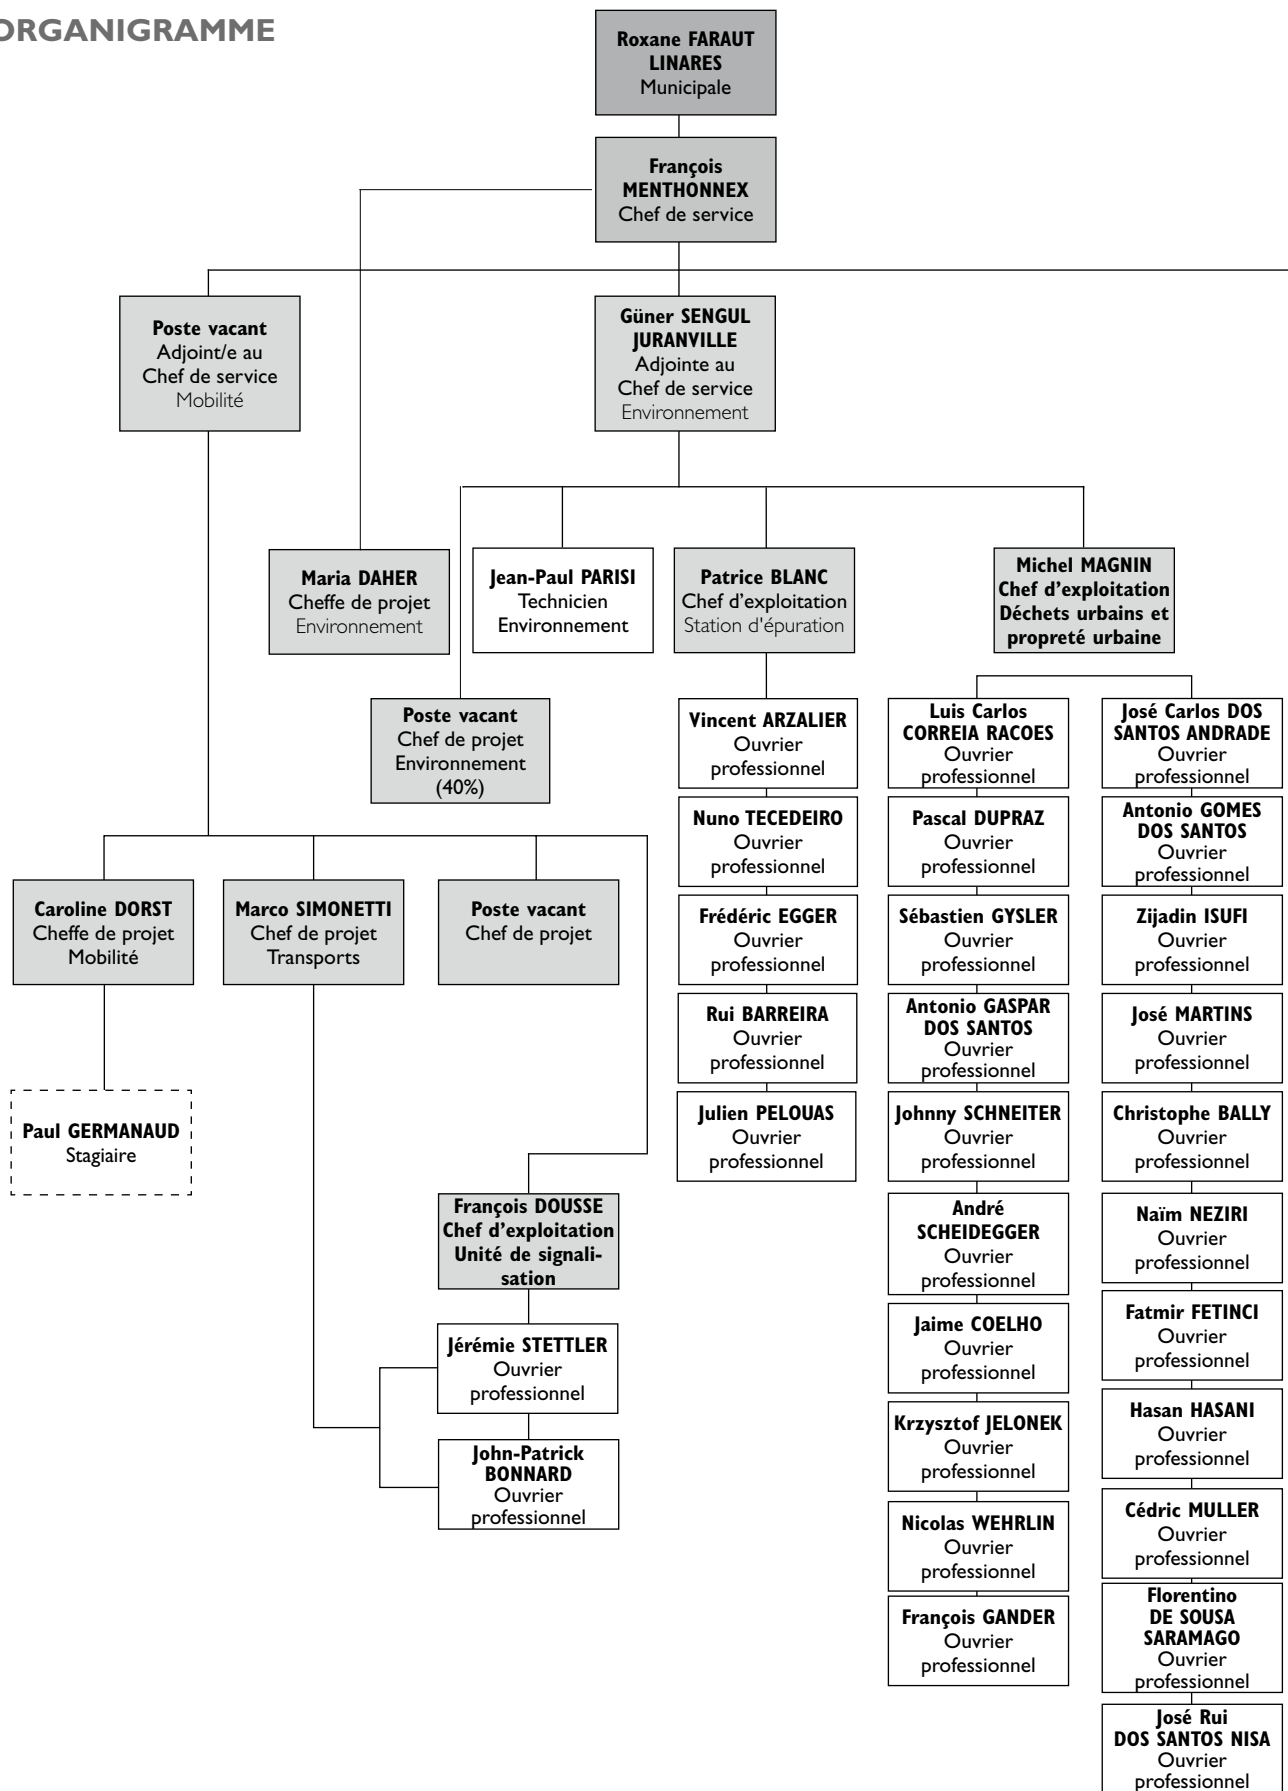 ORGANIGRAMME
Roxane FARAUT
LINARES
Municipale
François
MENTHONNEX
Chef de service
Poste vacant
Adjoint/e au
Chef de service
Mobilité
Güner SENGUL
JURANVILLE
Adjointe au
Chef de service
Environnement
Maria DAHER
Cheffe de projet
Environnement
Jean-Paul PARISI
Technicien
Environnement
Patrice BLANC
Chef d’exploitation
Station d'épuration
Michel MAGNIN
Chef d’exploitation
Déchets urbains et
propreté urbaine
Poste vacant
Chef de projet
Environnement
(40%)
Caroline DORST
Cheffe de projet
Mobilité
Marco SIMONETTI
Chef de projet
Transports
Poste vacant
Chef de projet
Paul GERMANAUD
Stagiaire
François DOUSSE
Chef d’exploitation
Unité de signali-
sation
Jérémie STETTLER
Ouvrier
professionnel
John-Patrick
BONNARD
Ouvrier
professionnel
Vincent ARZALIER
Ouvrier
professionnel
Nuno TECEDEIRO
Ouvrier
professionnel
Frédéric EGGER
Ouvrier
professionnel
Rui BARREIRA
Ouvrier
professionnel
Julien PELOUAS
Ouvrier
professionnel
Luis Carlos
CORREIA RACOES
Ouvrier
professionnel
Pascal DUPRAZ
Ouvrier
professionnel
Sébastien GYSLER
Ouvrier
professionnel
Antonio GASPAR
DOS SANTOS
Ouvrier
professionnel
Johnny SCHNEITER
Ouvrier
professionnel
André
SCHEIDEGGER
Ouvrier
professionnel
Jaime COELHO
Ouvrier
professionnel
Krzysztof JELONEK
Ouvrier
professionnel
Nicolas WEHRLIN
Ouvrier
professionnel
François GANDER
Ouvrier
professionnel
José Carlos DOS
SANTOS ANDRADE
Ouvrier
professionnel
Antonio GOMES
DOS SANTOS
Ouvrier
professionnel
Zijadin ISUFI
Ouvrier
professionnel
José MARTINS
Ouvrier
professionnel
Christophe BALLY
Ouvrier
professionnel
Naïm NEZIRI
Ouvrier
professionnel
Fatmir FETINCI
Ouvrier
professionnel
Hasan HASANI
Ouvrier
professionnel
Cédric MULLER
Ouvrier
professionnel
Florentino
DE SOUSA
SARAMAGO
Ouvrier
professionnel
José Rui
DOS SANTOS NISA
Ouvrier
professionnel